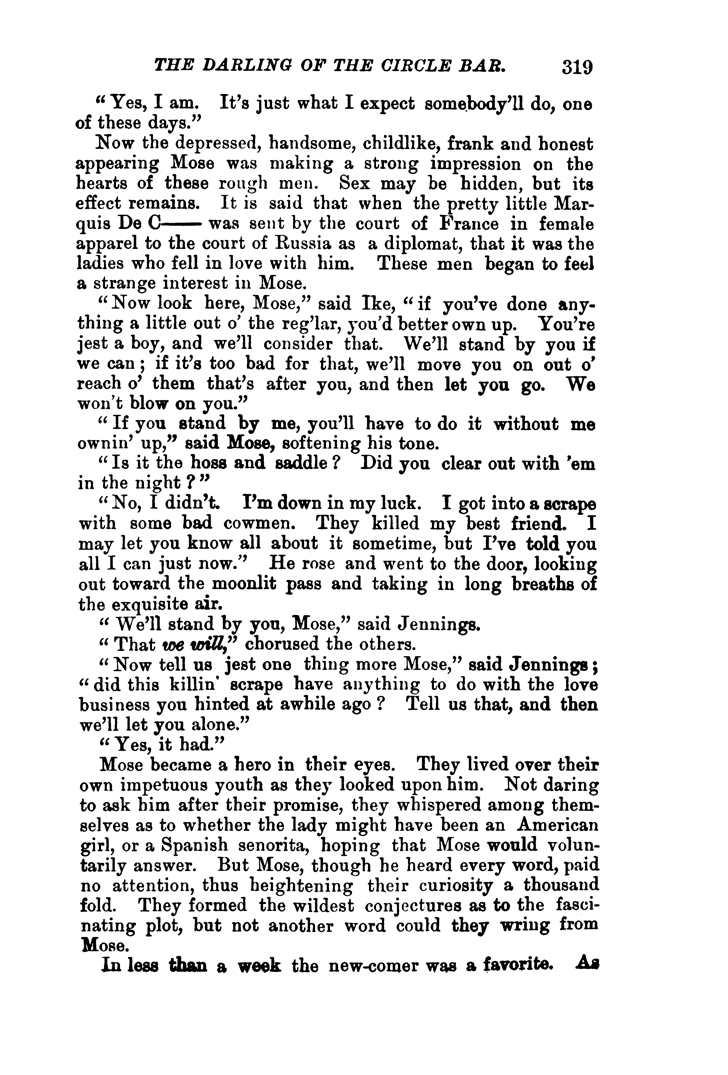 THE DARLING OF THE CIRCLE BAR. 319
“Yes, I am. It's just what I expect somebody'll do, one
of these days.”
Now the depressed, handsome, childlike, frank and honest
appearing Mose was making a strong impression on the
hearts of these rough men. Sex may be hidden, but its
effect remains. It is said that when the pretty little Mar-
quis De C—— was sent by the court of France in female
apparel to the court of Russia as a diplomat, that it was the
ladies who fell in love with him. These men began to feel
a strange interest in Mose.
“Now look here, Mose,” said Ike, “if you've done any-
thing a little out o' the reg'lar, you'd better own up. You're
jest a boy, and we'll consider that. We'll stand by you if
we can; if it's too bad for that, we'll move you on out o'
reach o' them that's after you, and then let you go. We
won't blow on you.”
“If you stand by me, you'll have to do it without me
ownin' up,” said Mose, softening his tone.
“Is it the hoss and saddle? Did you clear out with 'em
in the night?”
“No, I didn't. I'm down in my luck. I got into a scrape
with some bad cowmen. They killed my best friend. I
may let you know all about it sometime, but I've told you
all I can just now.” He rose and went to the door, looking
out toward the moonlit pass and taking in long breaths of
the exquisite air.
“We'll stand by you, Mose,” said Jennings.
“That we will,” chorused the others.
“Now tell us jest one thing more Mose,” said Jennings;
“did this killin' scrape have anything to do with the love
business you hinted at awhile ago? Tell us that, and then
we'll let you alone.”
“Yes, it had.”
Mose became a hero in their eyes. They lived over their
own impetuous youth as they looked upon him. Not daring
to ask him after their promise, they whispered among them-
selves as to whether the lady might have been an American
girl, or a Spanish senorita, hoping that Mose would volun-
tarily answer. But Mose, though he heard every word, paid
no attention, thus heightening their curiosity a thousand
fold. They formed the wildest conjectures as to the fasci-
nating plot, but not another word could they wring from
Mose.
In less than a week the new-comer was a favorite. As